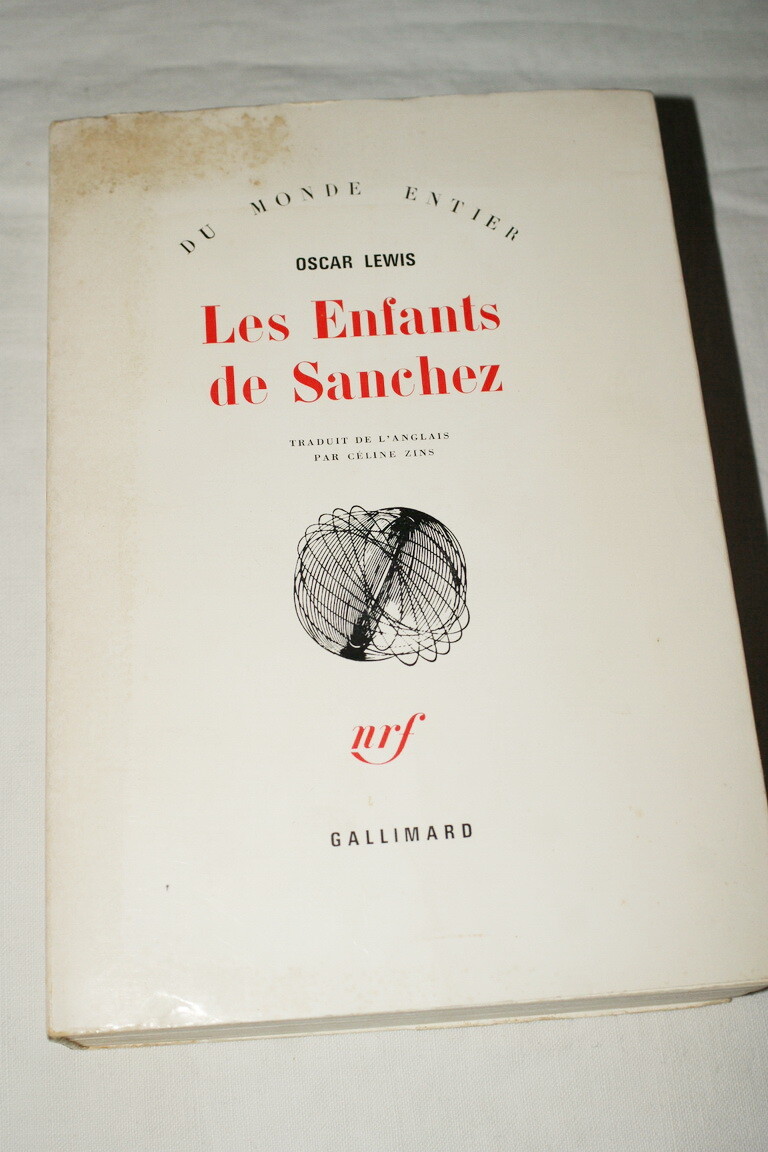 DU MONDE ENTIER
OSCAR LEWIS
Les Enfants
de Sanchez
TRADUIT DE L'ANGLAIS
PAR CÉLINE ZINS
nrf
GALLIMARD